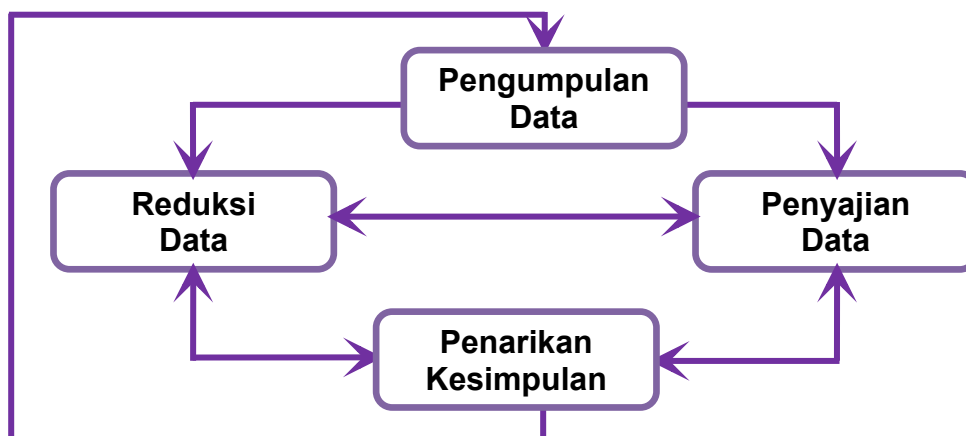 Pengumpulan
Data
Reduksi
Data
Penyajian
Data
Penarikan
Kesimpulan